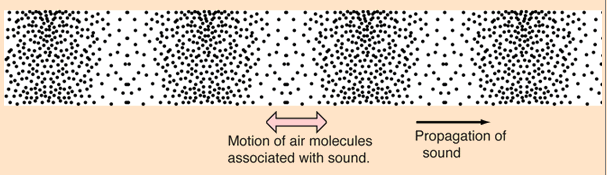 Motion of air molecules
associated with sound.
Propagation of
sound